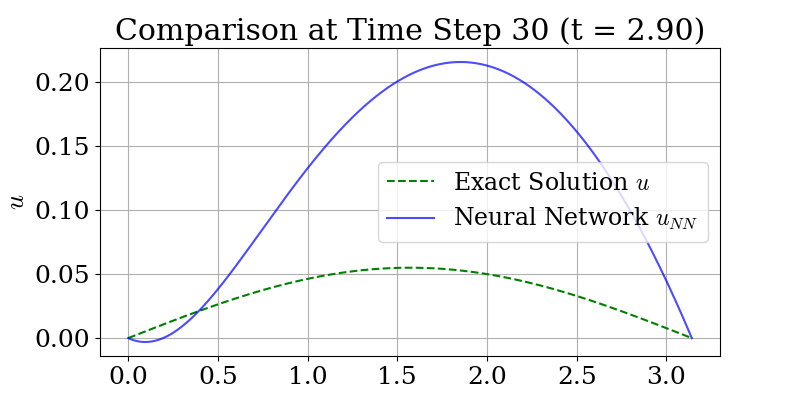 Comparison at Time Step 30 (t = 2.90)
0.20
0.15
0.10
0.05
0.00
u
Exact Solution u
Neural Network u_NN
0.0 0.5 1.0 1.5 2.0 2.5 3.0